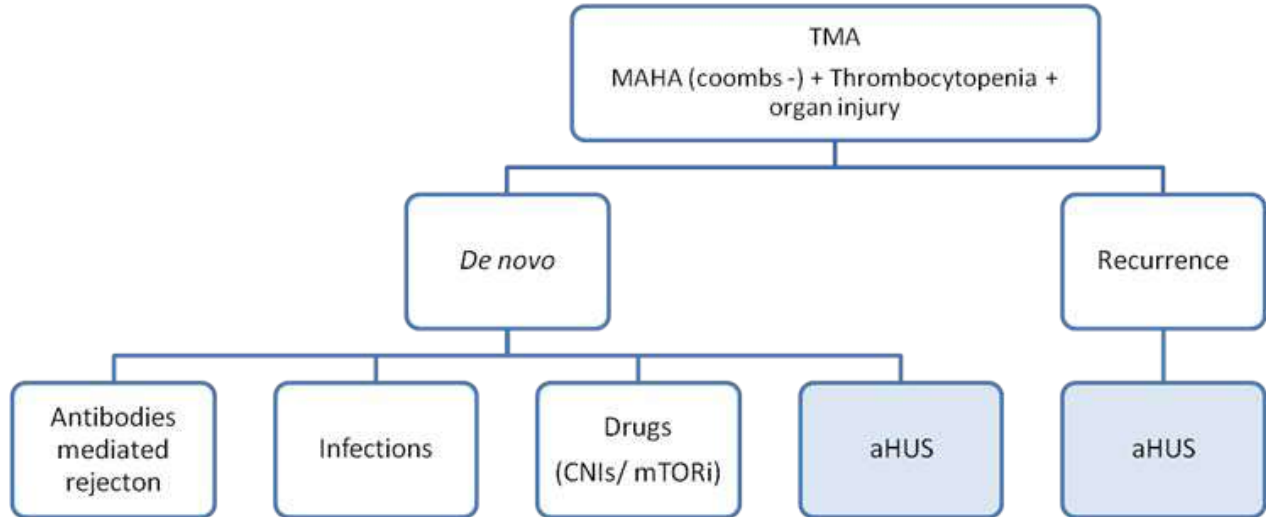 TMA
MAHA (coombs -) + Thrombocytopenia +
organ injury
De novo
Recurrence
Antibodies
mediated
rejecton
Infections
Drugs
(CNIs/ mTORi)
aHUS
aHUS